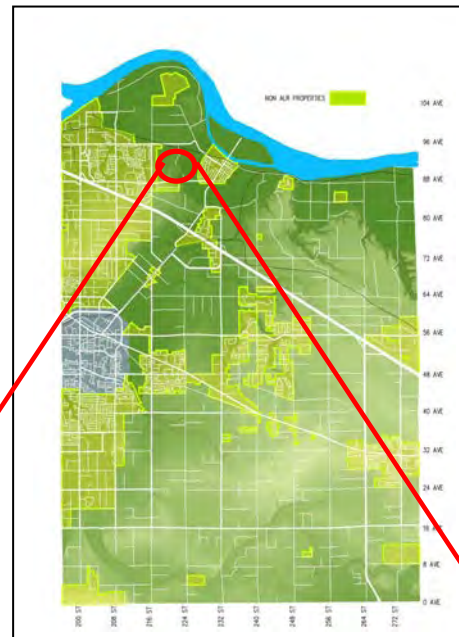 NON ALR PROPERTIES
104 AVE
96 AVE
88 AVE
80 AVE
72 AVE
64 AVE
56 AVE
48 AVE
40 AVE
32 AVE
24 AVE
16 AVE
8 AVE
0 AVE
200 ST
208 ST
216 ST
224 ST
232 ST
240 ST
248 ST
256 ST
264 ST
272 ST